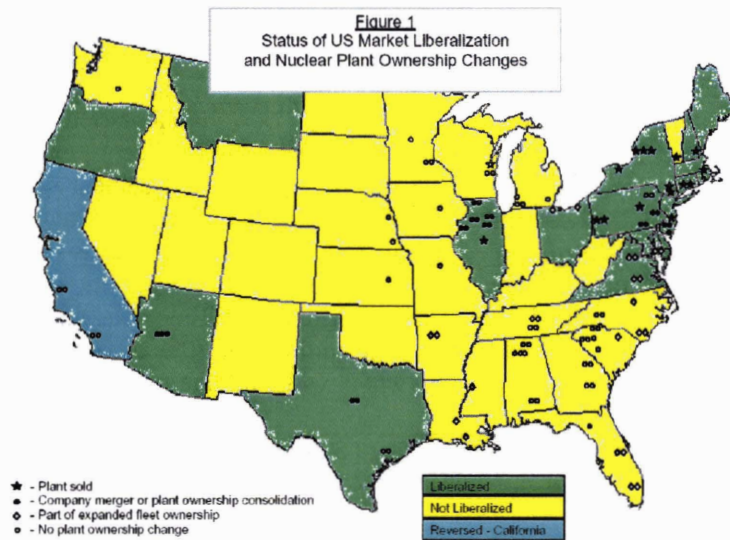 Figure 1
Status of US Market Liberalization
and Nuclear Plant Ownership Changes
- Plant sold
- Company merger or plant ownership consolidation
- Part of expanded fleet ownership
- No plant ownership change
Liberalized
Not Liberalized
Reversed - California